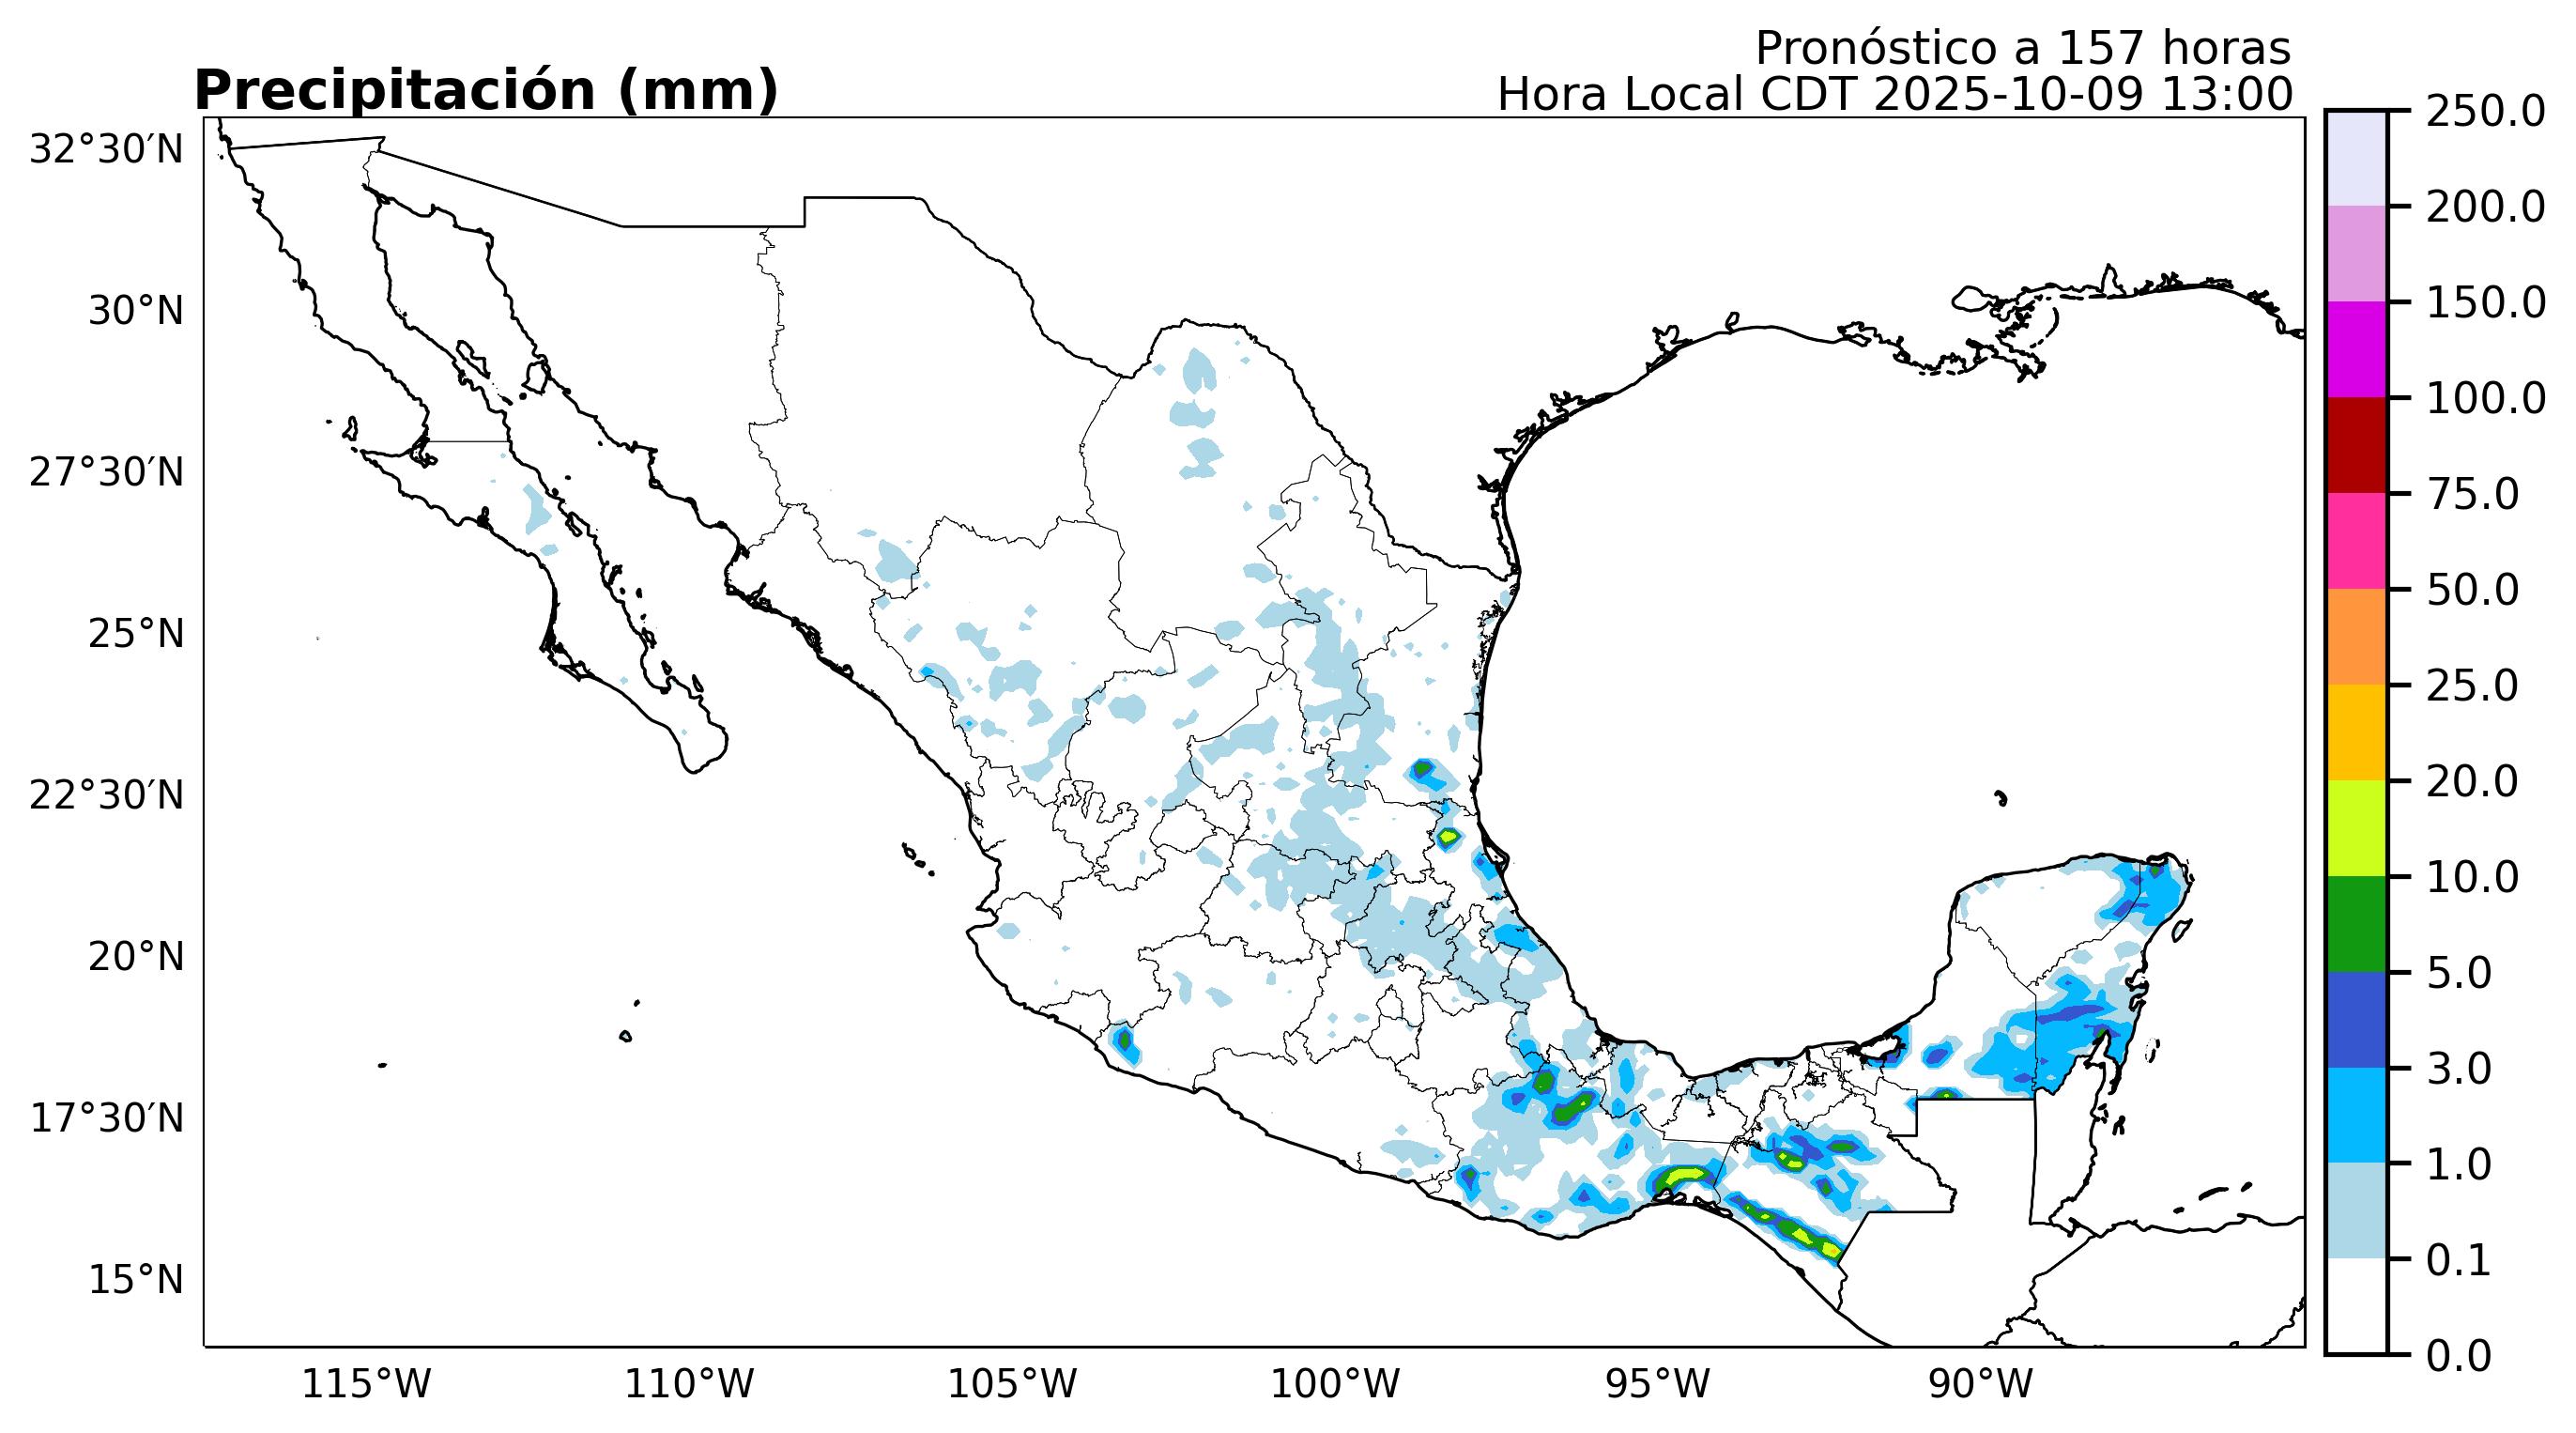 Pronóstico a 157 horas
Precipitación (mm)
Hora Local CDT 2025-10-09 13:00
32°30′N
30°N
27°30′N
25°N
22°30′N
20°N
17°30′N
15°N
115°W
110°W
105°W
100°W
95°W
90°W
250.0
200.0
150.0
100.0
75.0
50.0
25.0
20.0
10.0
5.0
3.0
1.0
0.1
0.0